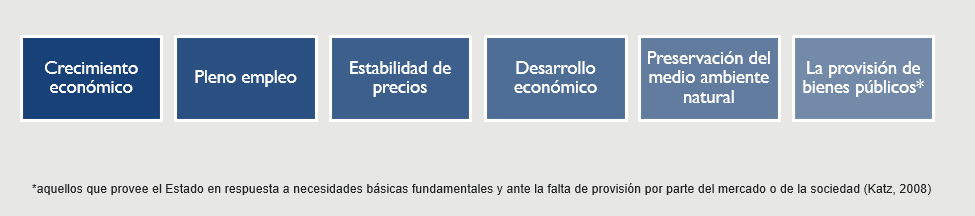 Crecimiento
económico
Pleno empleo
Estabilidad de
precios
Desarrollo
económico
Preservación del
medio ambiente
natural
La provisión de
bienes públicos*
*aquellos que provee el Estado en respuesta a necesidades básicas fundamentales y ante la falta de provisión por parte del mercado o de la sociedad (Katz, 2008)